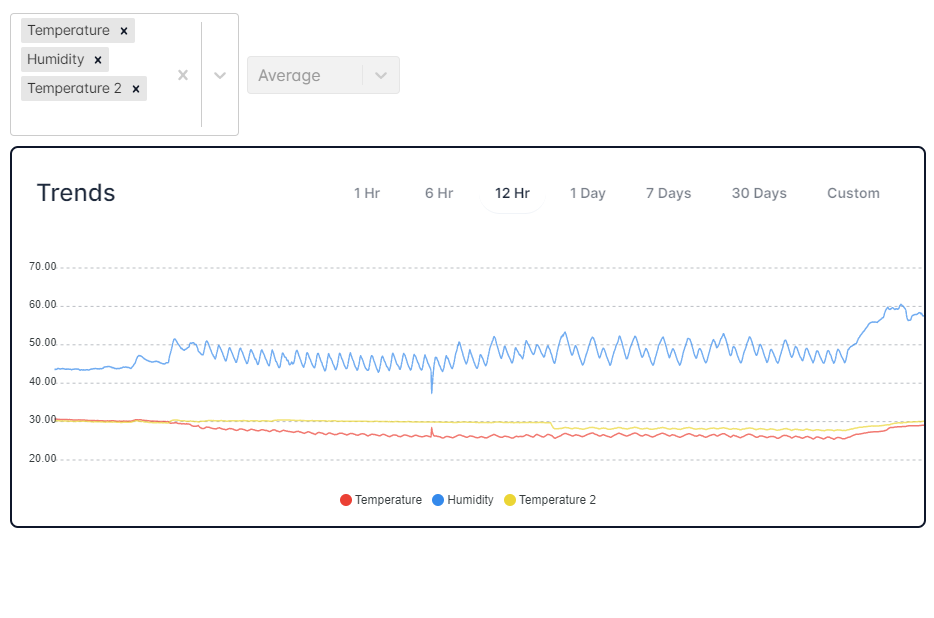 Temperature ×
Humidity ×
Temperature 2 ×
Average
Trends
1 Hr 6 Hr 12 Hr 1 Day 7 Days 30 Days Custom
70.00
60.00
50.00
40.00
30.00
20.00
Temperature Humidity Temperature 2